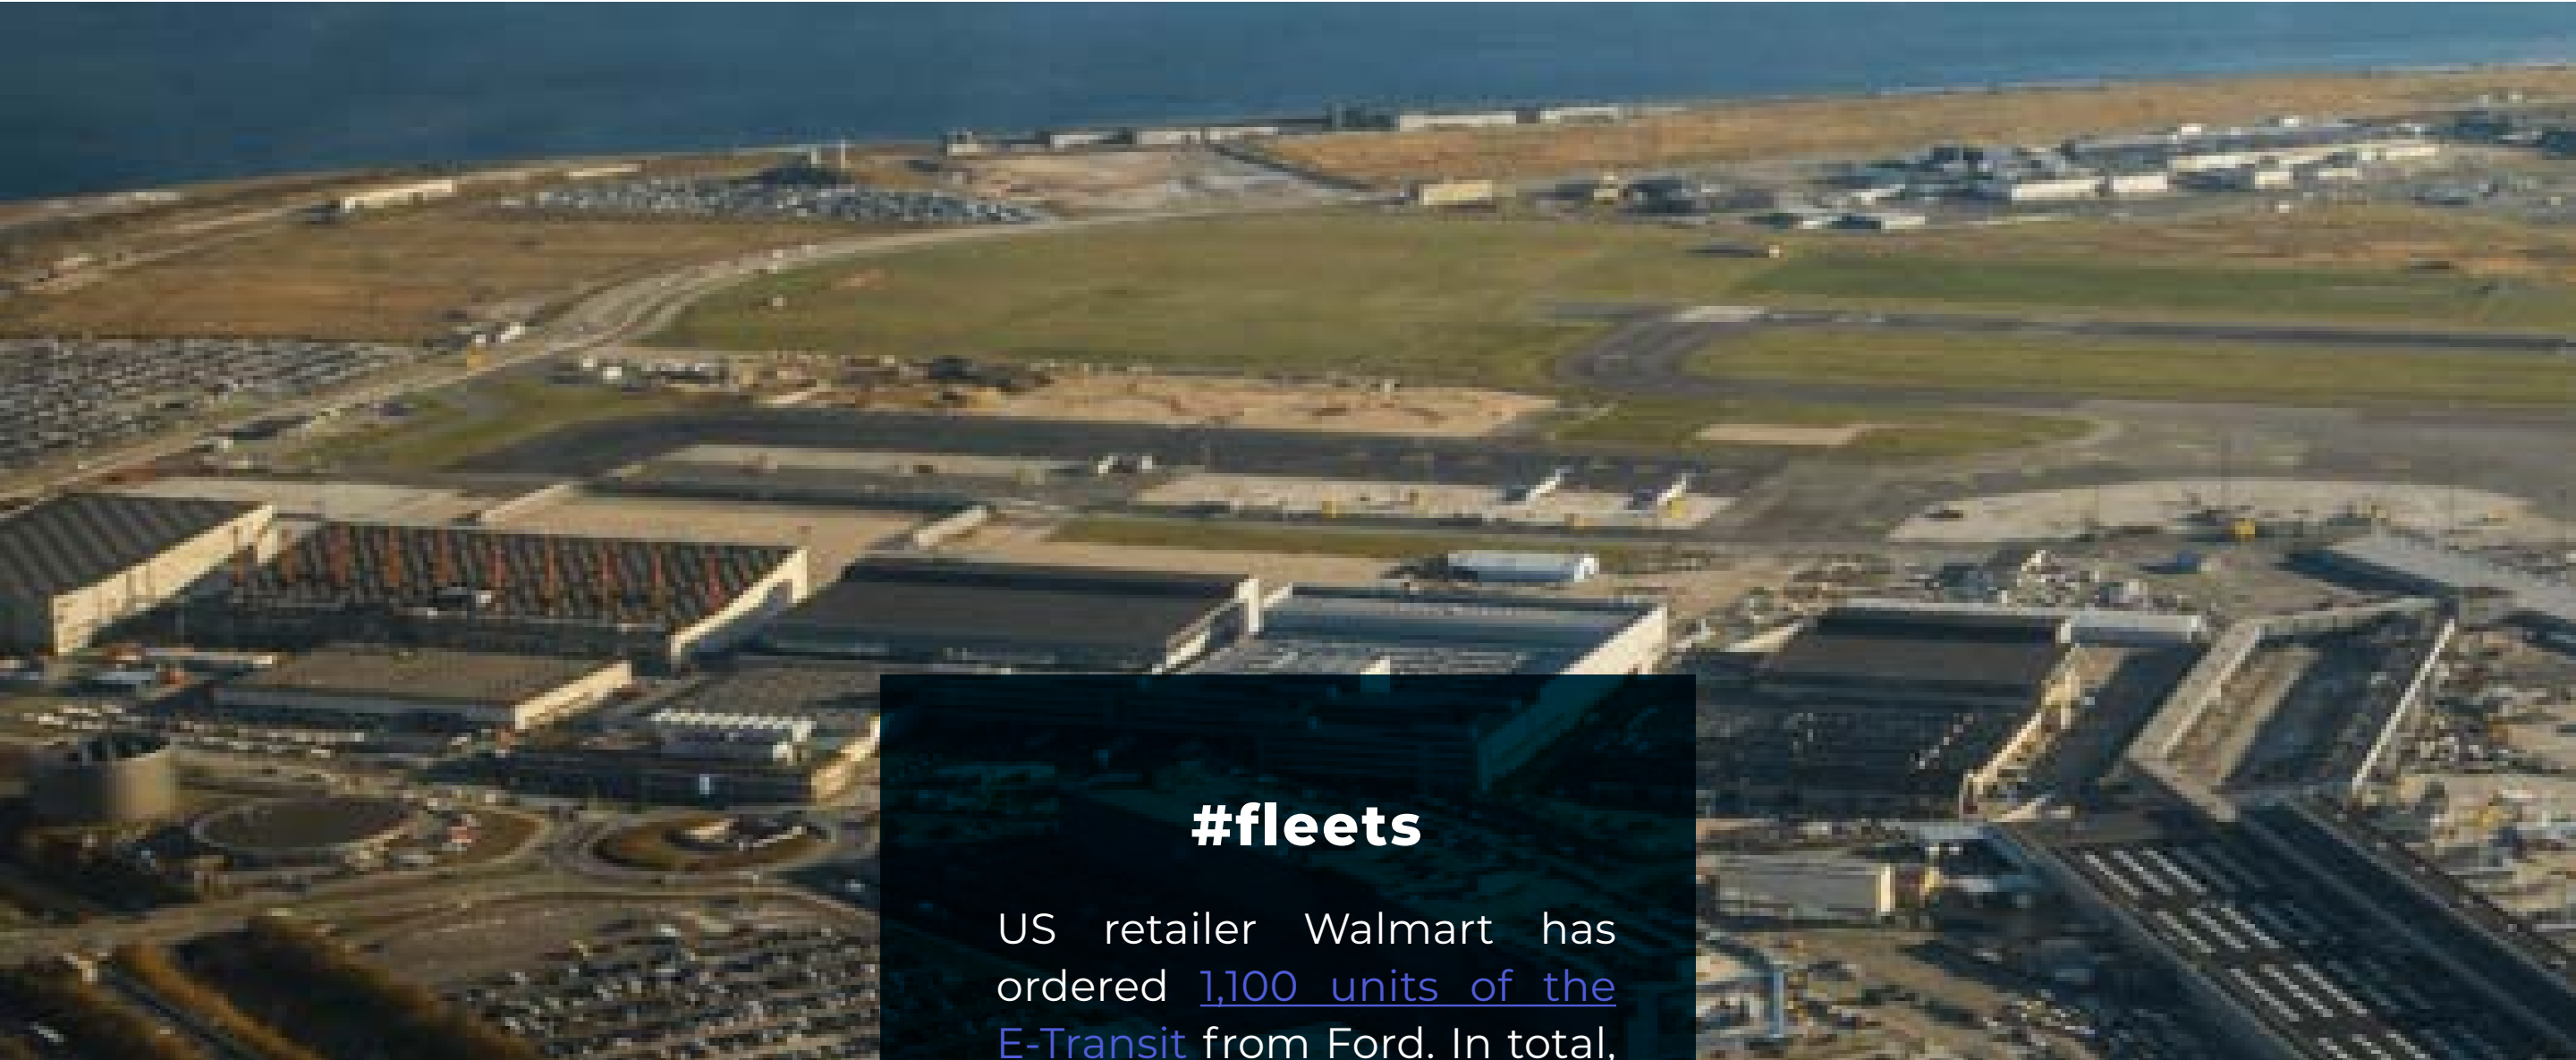 #fleets
US retailer Walmart has
ordered 1,100 units of the
E-Transit from Ford. In total,